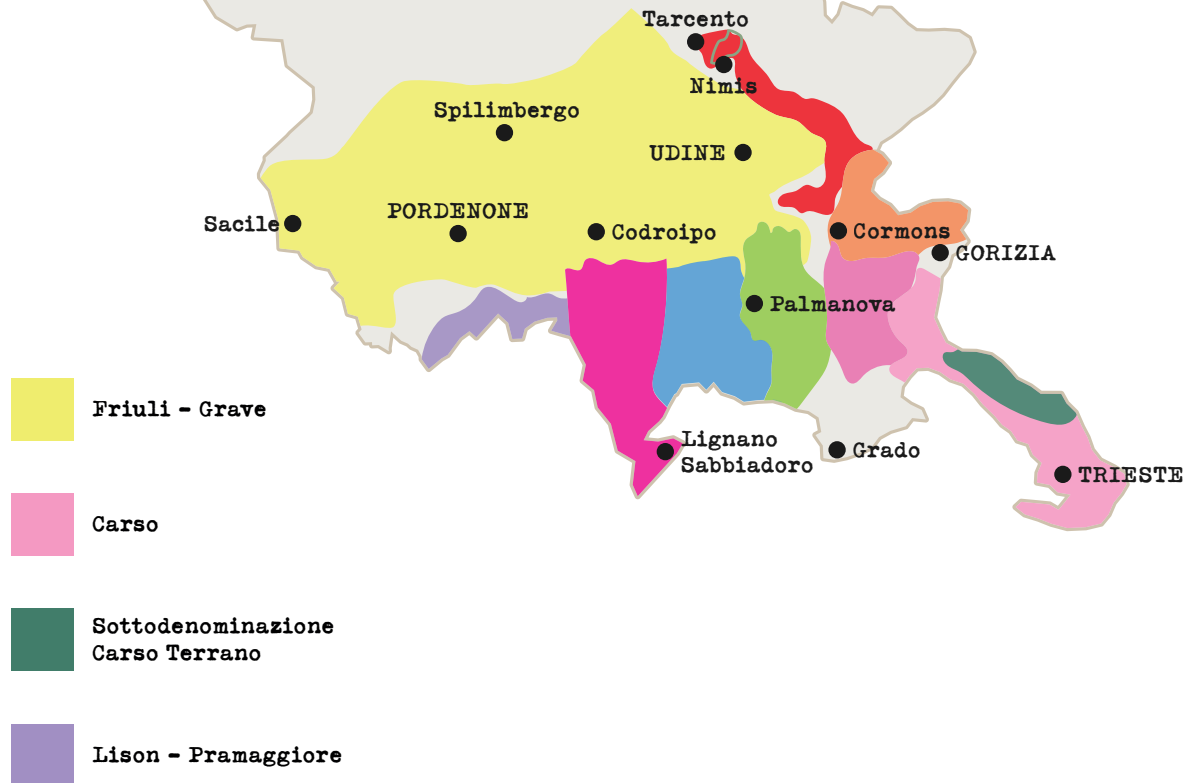 Tarcento
Nimis
Spilimbergo
UDINE
Sacile
PORDENONE
Codroipo
Cormons
GORIZIA
Palmanova
Lignano
Sabbiadoro
Grado
TRIESTE
Friuli - Grave
Carso
Sottodenominazione
Carso Terrano
Lison - Pramaggiore